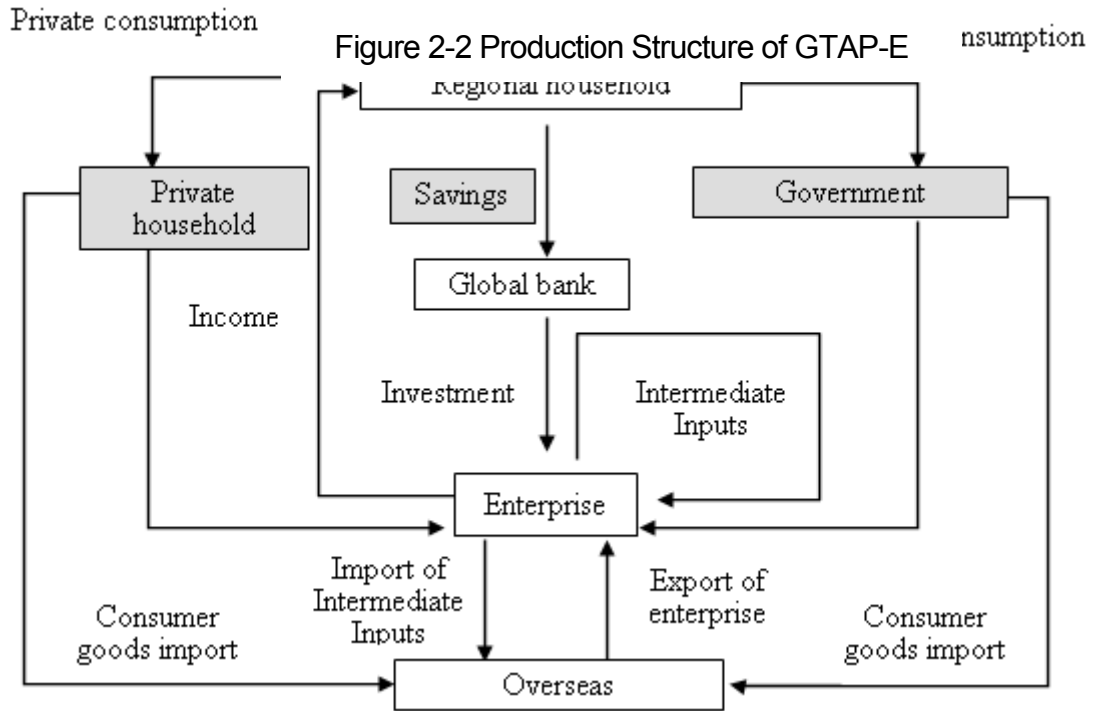 Private consumption
Figure 2-2 Production Structure of GTAP-E
nsumption
Regional household
Private
household
Savings
Government
Global bank
Income
Investment
Intermediate
Inputs
Enterprise
Import of
Intermediate
Inputs
Export of
enterprise
Consumer
goods import
Consumer
goods import
Overseas